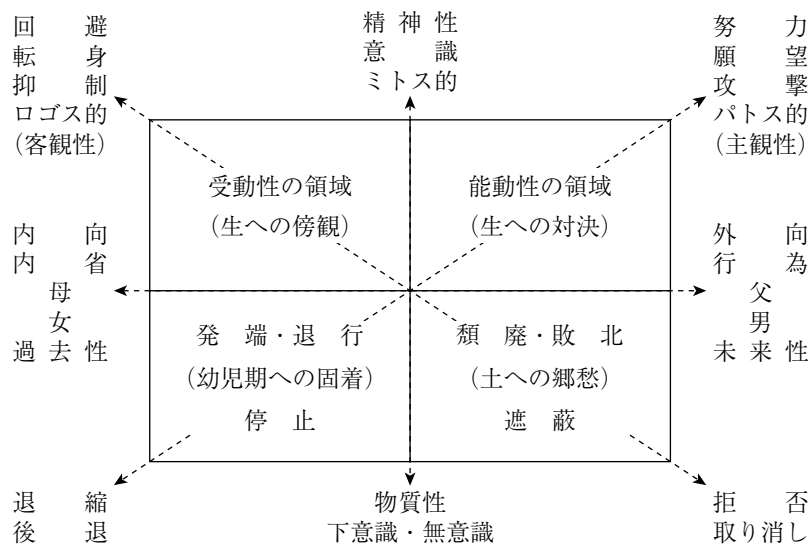 回避
転身
抑制
ロゴス的
(客観性)
精神性
意識
ミトス的
努力
願望
攻撃
パトス的
(主観性)
受動性の領域
(生への傍観)
能動性の領域
(生への対決)
内向
内省
母
女
過去性
外向
行為
父
男
未来性
発端・退行
(幼児期への固着)
停止
頽廃・敗北
(土への郷愁)
遮蔽
退縮
後退
物質性
下意識・無意識
拒否
取り消し